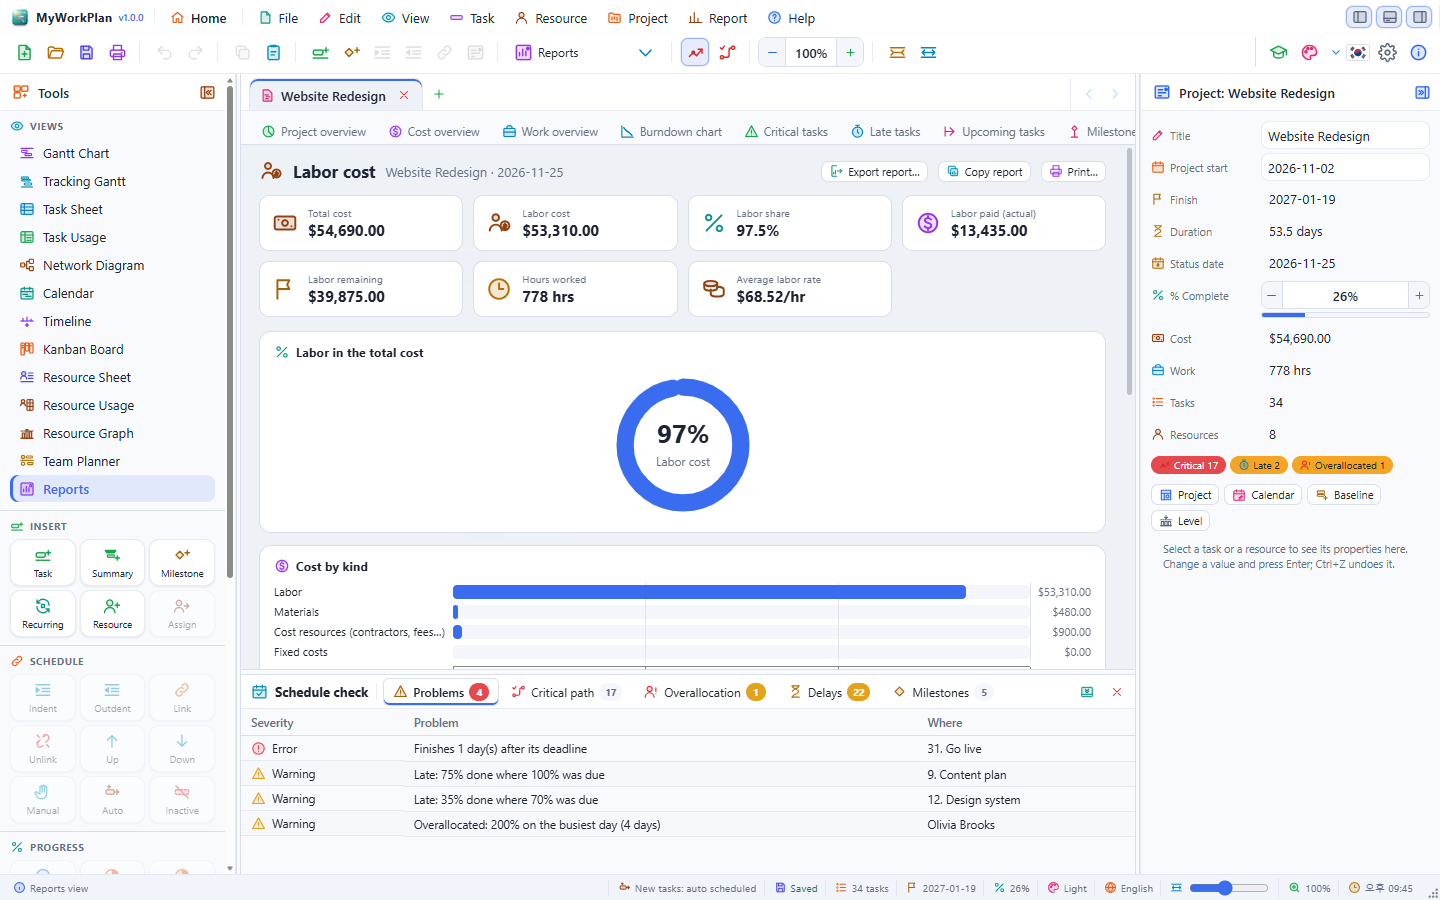 MyWorkPlan v1.0.0 Home File Edit View Task Resource Project Report Help
Reports 100%
Tools
VIEWS
Gantt Chart
Tracking Gantt
Task Sheet
Task Usage
Network Diagram
Calendar
Timeline
Kanban Board
Resource Sheet
Resource Usage
Resource Graph
Team Planner
Reports
INSERT
Task Summary Milestone
Recurring Resource Assign
SCHEDULE
Indent Outdent Link
Unlink Up Down
Manual Auto Inactive
PROGRESS
Website Redesign
Project overview Cost overview Work overview Burndown chart Critical tasks Late tasks Upcoming tasks Milestone
Labor cost Website Redesign · 2026-11-25 Export report... Copy report Print...
Total cost
$54,690.00
Labor cost
$53,310.00
Labor share
97.5%
Labor paid (actual)
$13,435.00
Labor remaining
$39,875.00
Hours worked
778 hrs
Average labor rate
$68.52/hr
Labor in the total cost
97%
Labor cost
Cost by kind
Labor $53,310.00
Materials $480.00
Cost resources (contractors, fees...) $900.00
Fixed costs $0.00
Schedule check Problems 4 Critical path 17 Overallocation 1 Delays 22 Milestones 5
Severity Problem Where
Error Finishes 1 day(s) after its deadline 31. Go live
Warning Late: 75% done where 100% was due 9. Content plan
Warning Late: 35% done where 70% was due 12. Design system
Warning Overallocated: 200% on the busiest day (4 days) Olivia Brooks
Project: Website Redesign
Title Website Redesign
Project start 2026-11-02
Finish 2027-01-19
Duration 53.5 days
Status date 2026-11-25
% Complete 26%
Cost $54,690.00
Work 778 hrs
Tasks 34
Resources 8
Critical 17 Late 2 Overallocated 1
Project Calendar Baseline
Level
Select a task or a resource to see its properties here.
Change a value and press Enter; Ctrl+Z undoes it.
Reports view New tasks: auto scheduled Saved 34 tasks 2027-01-19 26% Light English 100% 오후 09:45